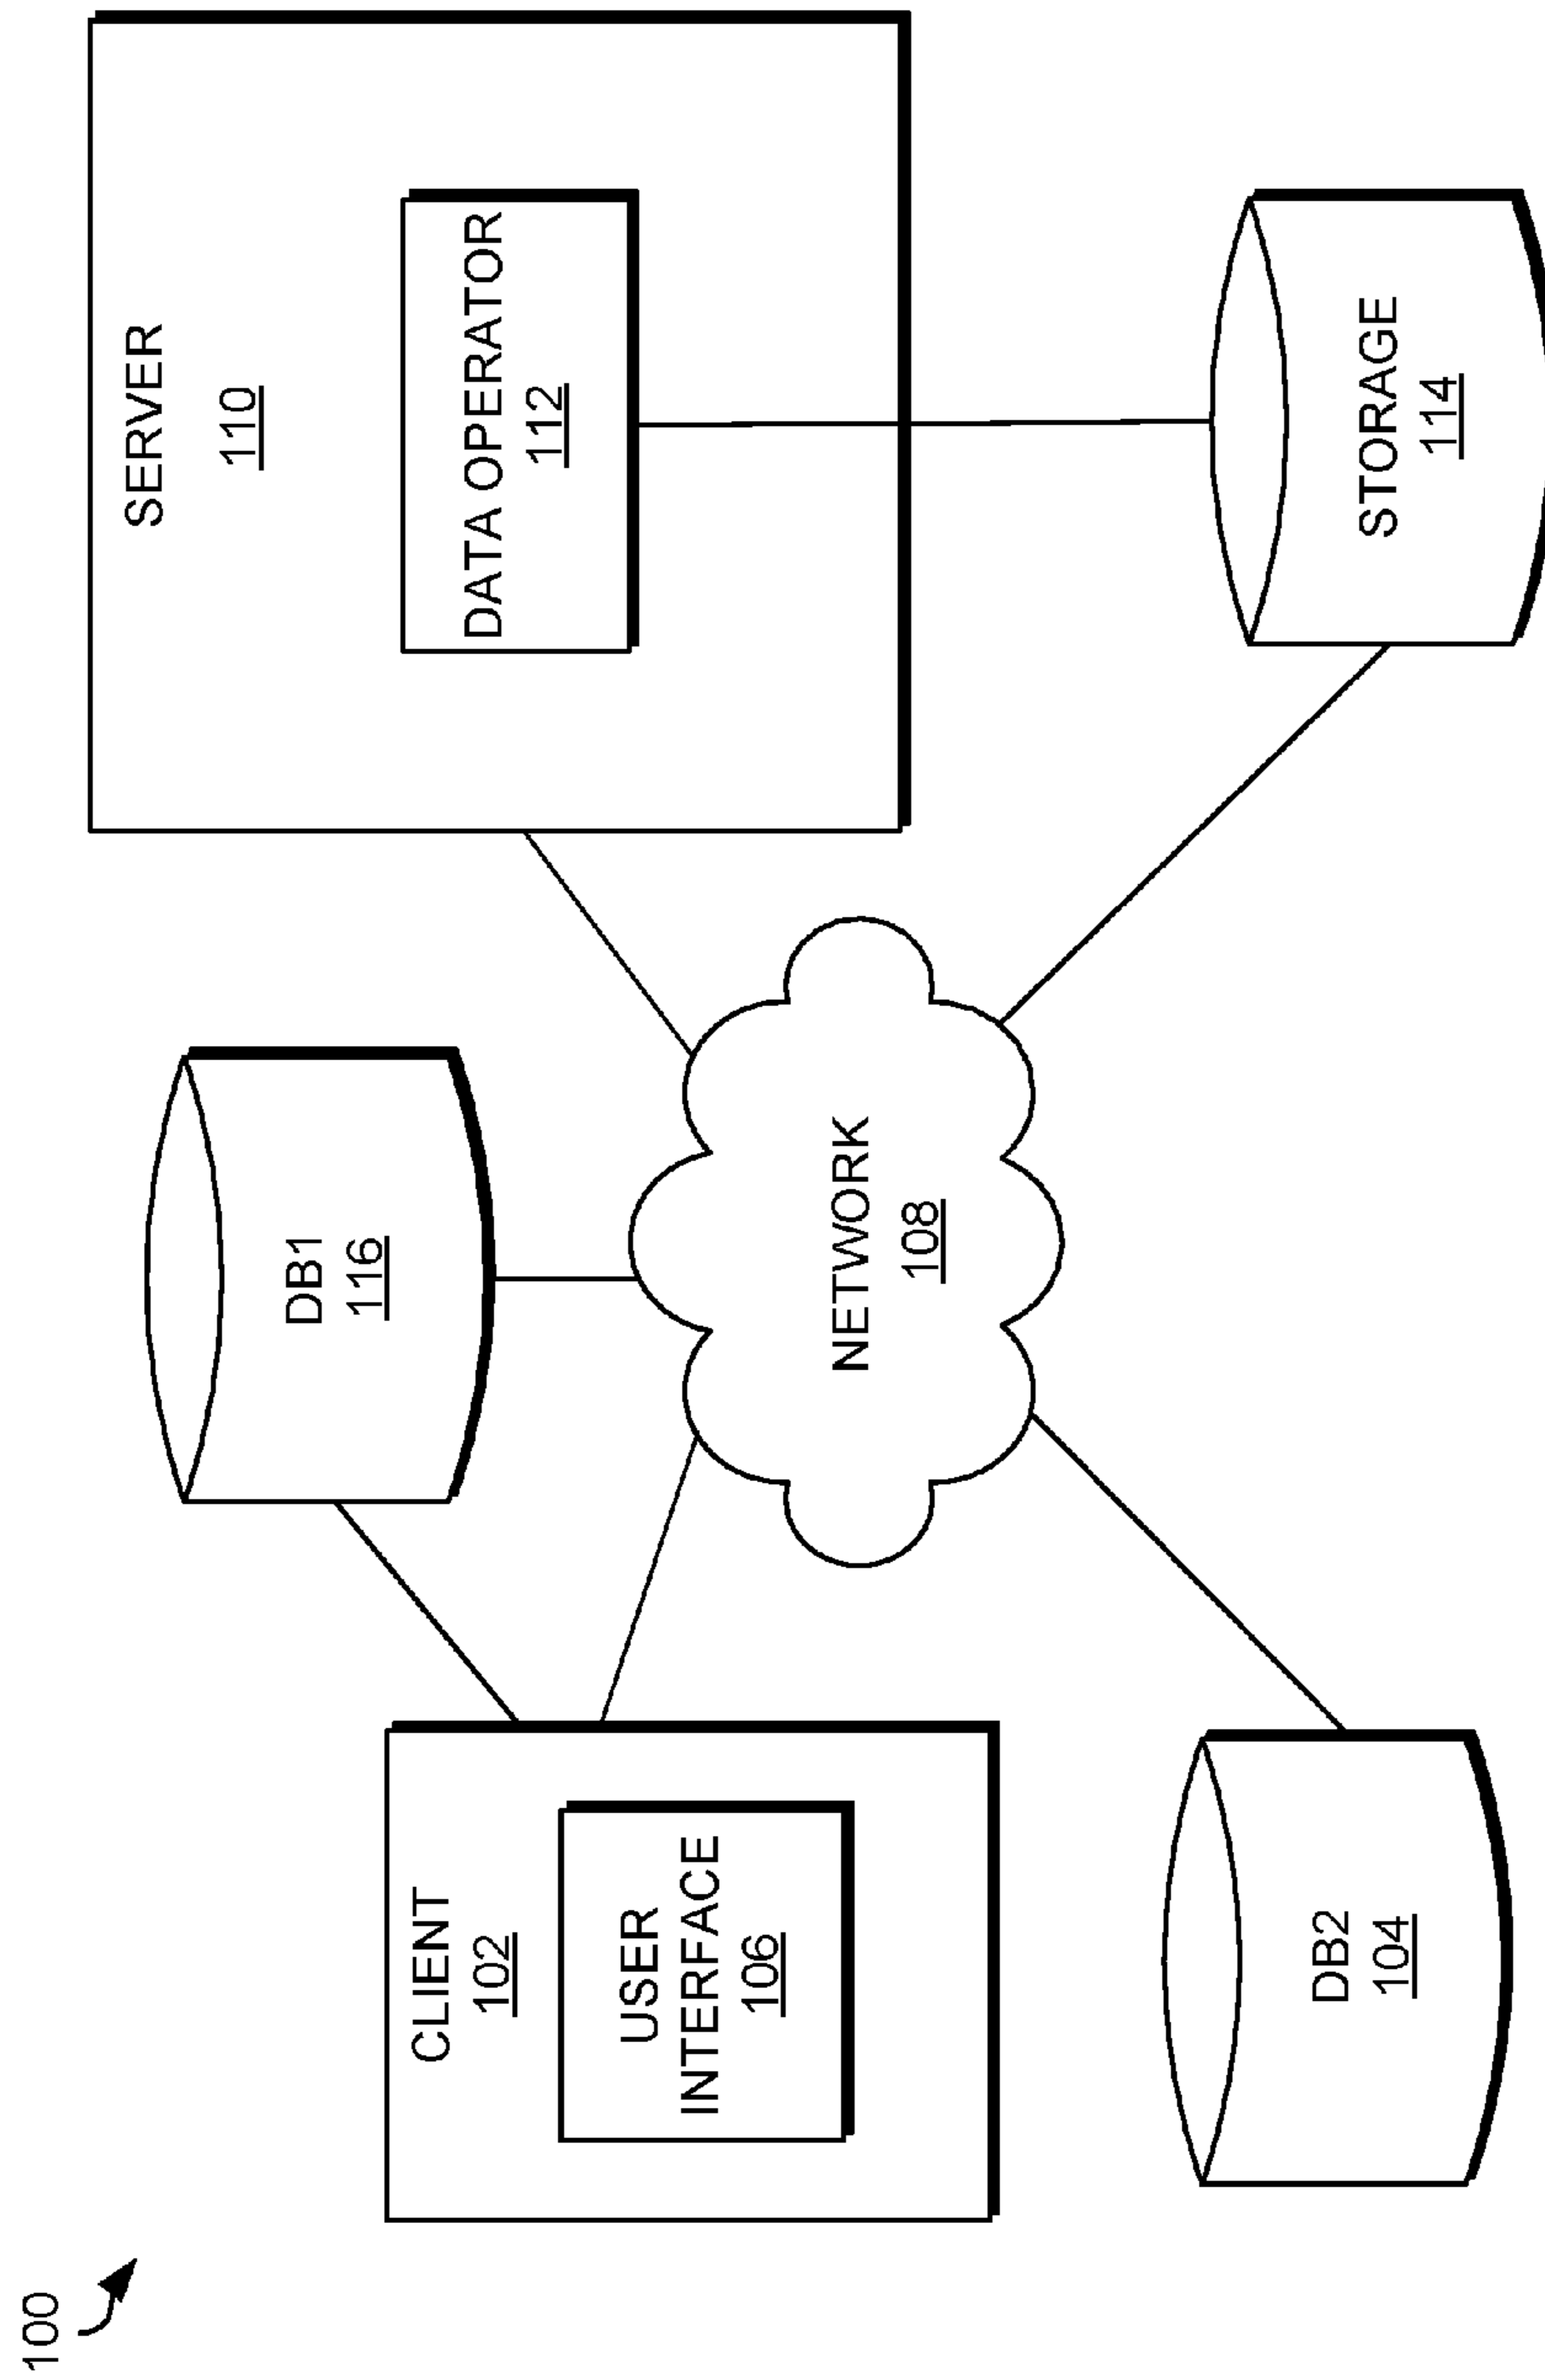 100
CLIENT
102
USER
INTERFACE
106
DB2
104
DB1
116
NETWORK
108
SERVER
110
DATA OPERATOR
112
STORAGE
114